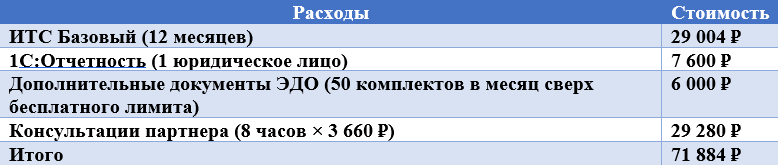 Расходы Стоимость
ИТС Базовый (12 месяцев) 29 004 ₽
1С:Отчетность (1 юридическое лицо) 7 600 ₽
Дополнительные документы ЭДО (50 комплектов в месяц сверх 6 000 ₽
бесплатного лимита)
Консультации партнера (8 часов × 3 660 ₽) 29 280 ₽
Итого 71 884 ₽